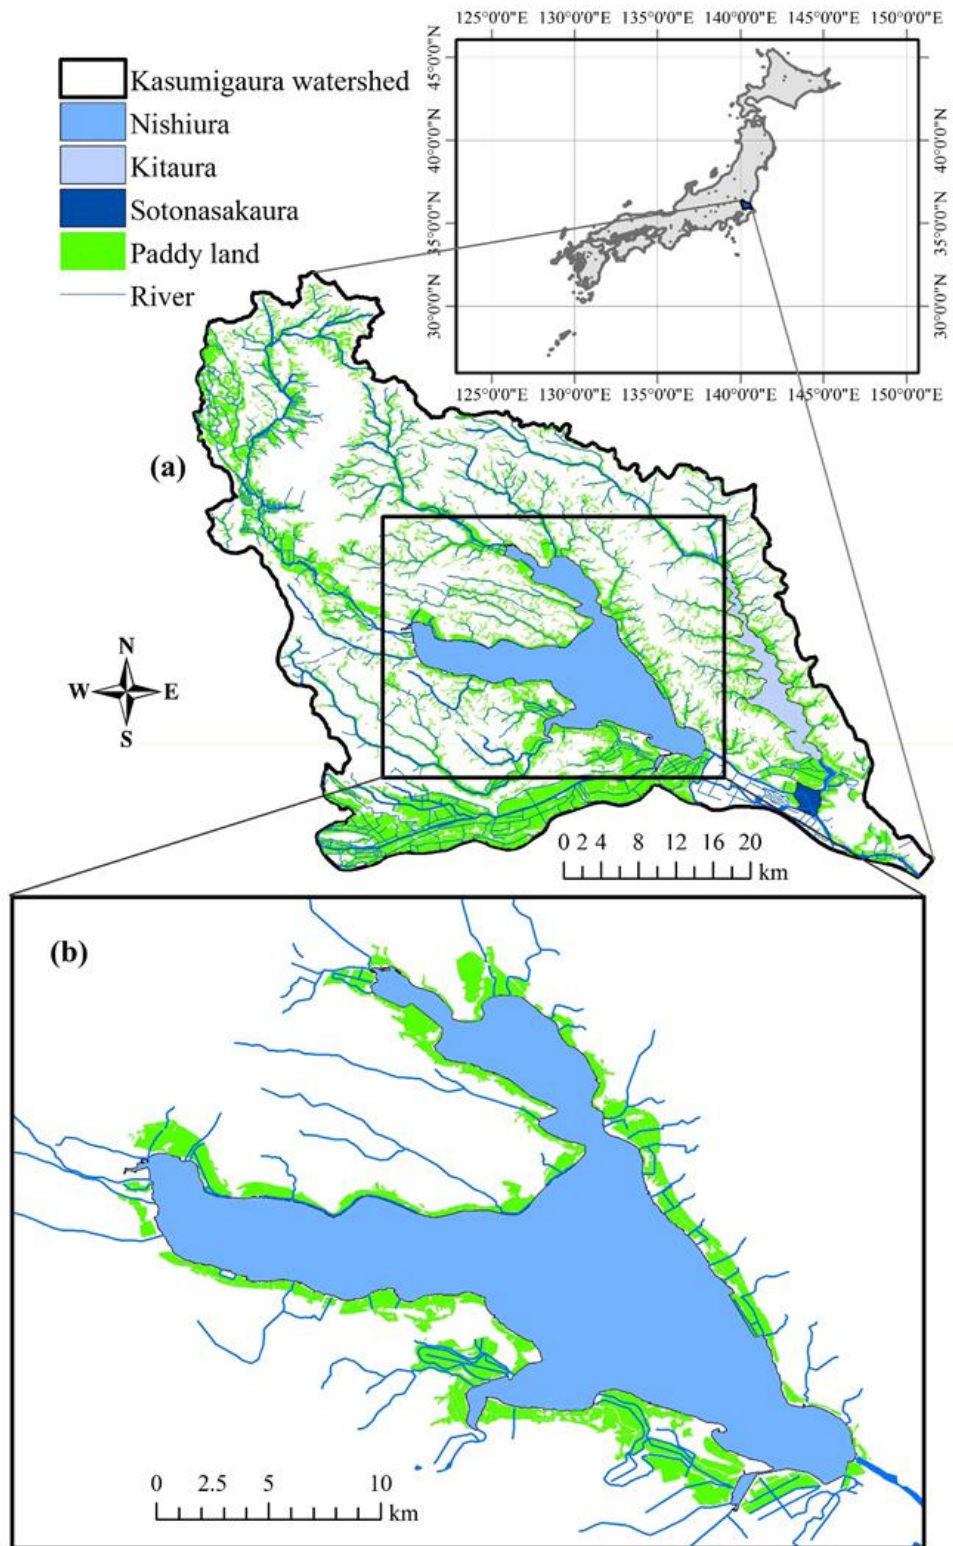 125°0'0"E 130°0'0"E 135°0'0"E 140°0'0"E 145°0'0"E 150°0'0"E
Kasumigaura watershed
Nishiura
Kitaura
Sotonasakaura
Paddy land
River
45°0'0"N
40°0'0"N
35°0'0"N
30°0'0"N
45°0'0"N
40°0'0"N
35°0'0"N
30°0'0"N
125°0'0"E 130°0'0"E 135°0'0"E 140°0'0"E 145°0'0"E 150°0'0"E
(a)
N
W E
S
0 2 4 8 12 16 20
km
(b)
0 2.5 5 10
km